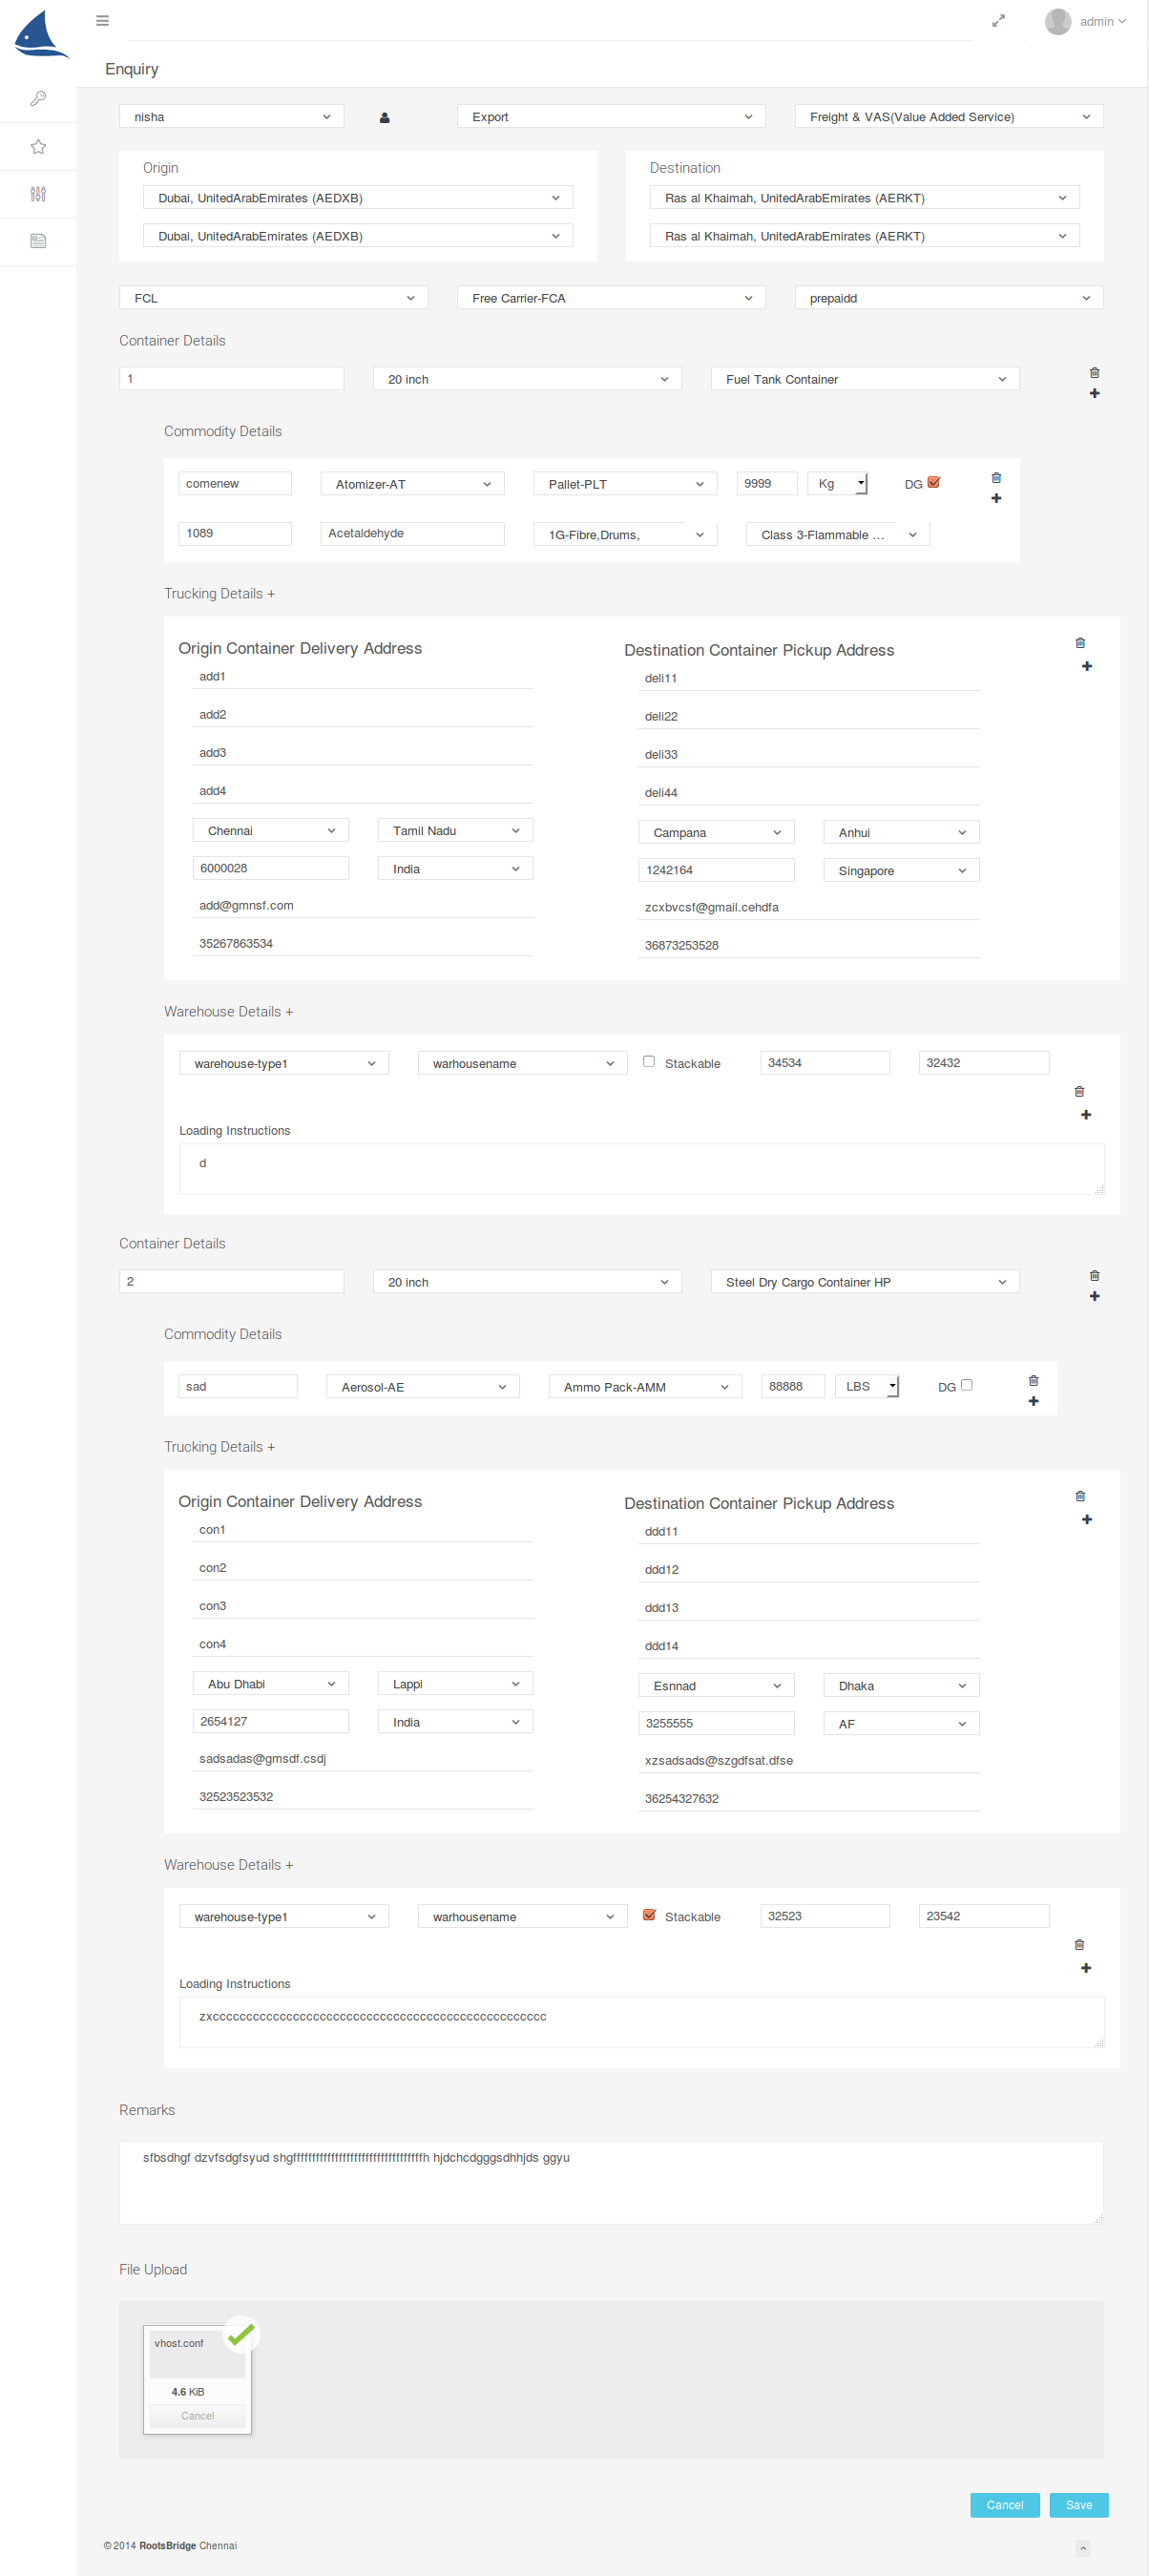 admin
Enquiry
nisha Export Freight & VAS(Value Added Service)
Origin Destination
Dubai, UnitedArabEmirates (AEDXB) Ras al Khaimah, UnitedArabEmirates (AERKT)
Dubai, UnitedArabEmirates (AEDXB) Ras al Khaimah, UnitedArabEmirates (AERKT)
FCL Free Carrier-FCA prepaidd
Container Details
1 20 inch Fuel Tank Container
Commodity Details
comenew Atomizer-AT Pallet-PLT 9999 Kg DG
1089 Acetaldehyde 1G-Fibre,Drums, Class 3-Flammable ...
Trucking Details +
Origin Container Delivery Address Destination Container Pickup Address
add1 deli11
add2 deli22
add3 deli33
add4 deli44
Chennai Tamil Nadu Campana Anhui
6000028 India 1242164 Singapore
add@gmnsf.com zcxbvcsf@gmail.cehdfa
35267863534 36873253528
Warehouse Details +
warehouse-type1 warhousename Stackable 34534 32432
Loading Instructions
d
Container Details
2 20 inch Steel Dry Cargo Container HP
Commodity Details
sad Aerosol-AE Ammo Pack-AMM 88888 LBS DG
Trucking Details +
Origin Container Delivery Address Destination Container Pickup Address
con1 ddd11
con2 ddd12
con3 ddd13
con4 ddd14
Abu Dhabi Lappi Esnnad Dhaka
2654127 India 3255555 AF
sadsadas@gmsdf.csdj xzsadsads@szgdfsat.dfse
32523523532 36254327632
Warehouse Details +
warehouse-type1 warhousename Stackable 32523 23542
Loading Instructions
Remarks
sfbsdhgf dzvfsdgfsyud hjdchcdgggsdhhjds ggyu
File Upload
vhost.conf
4.6 KiB
Cancel
Cancel Save
© 2014 RootsBridge Chennai